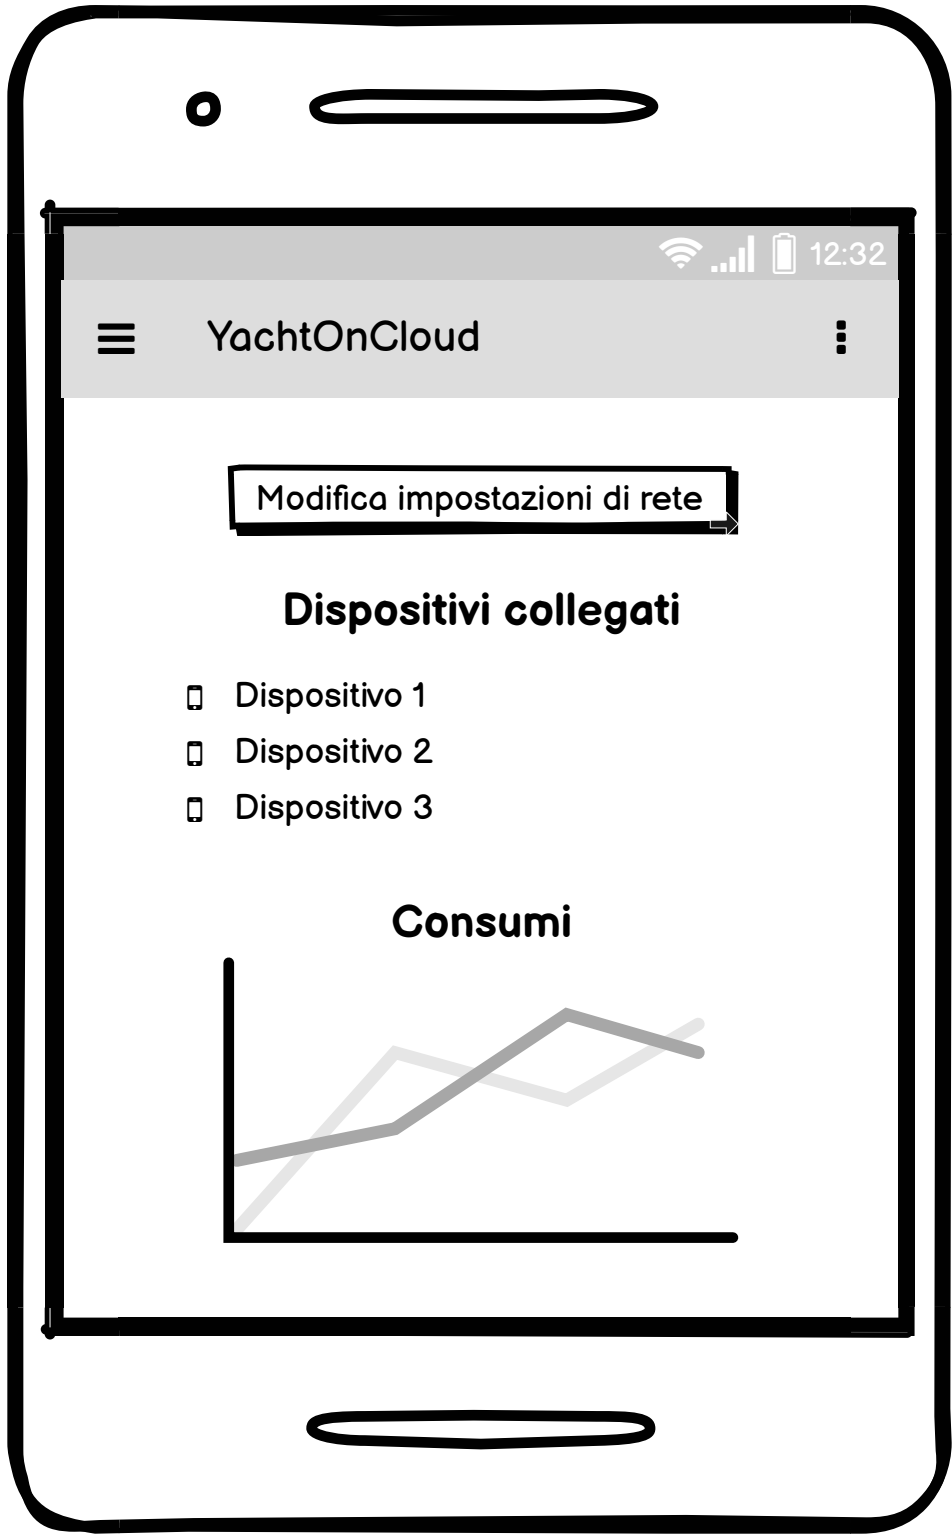 12:32
YachtOnCloud
Modifica impostazioni di rete
Dispositivi collegati
Dispositivo 1
Dispositivo 2
Dispositivo 3
Consumi